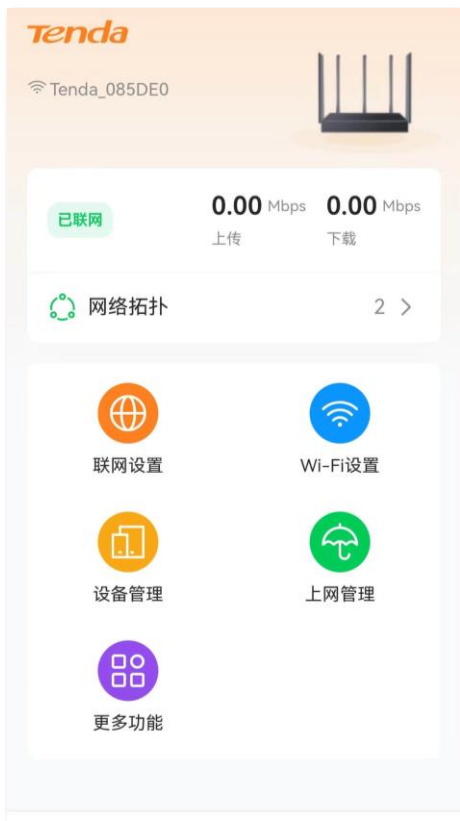 Tenda
Tenda_085DE0
已联网
0.00 Mbps 0.00 Mbps
上传 下载
网络拓扑 2
联网设置 Wi-Fi设置
设备管理 上网管理
更多功能